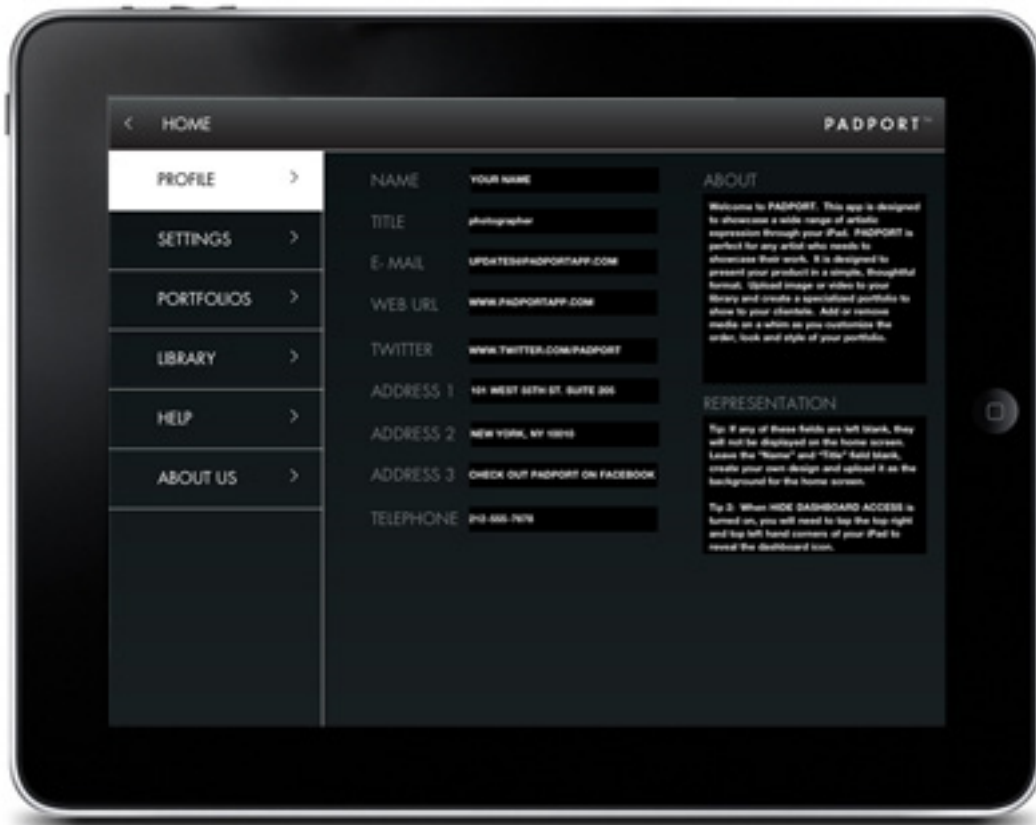 < HOME
PADPORT™
PROFILE >
SETTINGS >
PORTFOLIOS >
LIBRARY >
HELP >
ABOUT US >
NAME YOUR NAME
TITLE photographer
E- MAIL UPDATES@PADPORTAPP.COM
WEB URL WWW.PADPORTAPP.COM
TWITTER WWW.TWITTER.COM/PADPORT
ADDRESS 1 101 WEST 55TH ST. SUITE 205
ADDRESS 2 NEW YORK, NY 10010
ADDRESS 3 CHECK OUT PADPORT ON FACEBOOK
TELEPHONE 212-555-7678
ABOUT
Welcome to PADPORT. This app is designed
to showcase a wide range of artistic
expression through your iPad. PADPORT is
perfect for any artist who needs to
showcase their work. It is designed to
present your product in a simple, thoughtful
format. Upload image or video to your
library and create a specialized portfolio to
show to your clientele. Add or remove
media on a whim as you customize the
order, look and style of your portfolio.
REPRESENTATION
Tip: If any of these fields are left blank, they
will not be displayed on the home screen.
Leave the "Name" and "Title" field blank,
create your own design and upload it as the
background for the home screen.
Tip 2: When HIDE DASHBOARD ACCESS is
turned on, you will need to tap the top right
and top left hand corners of your iPad to
reveal the dashboard icon.